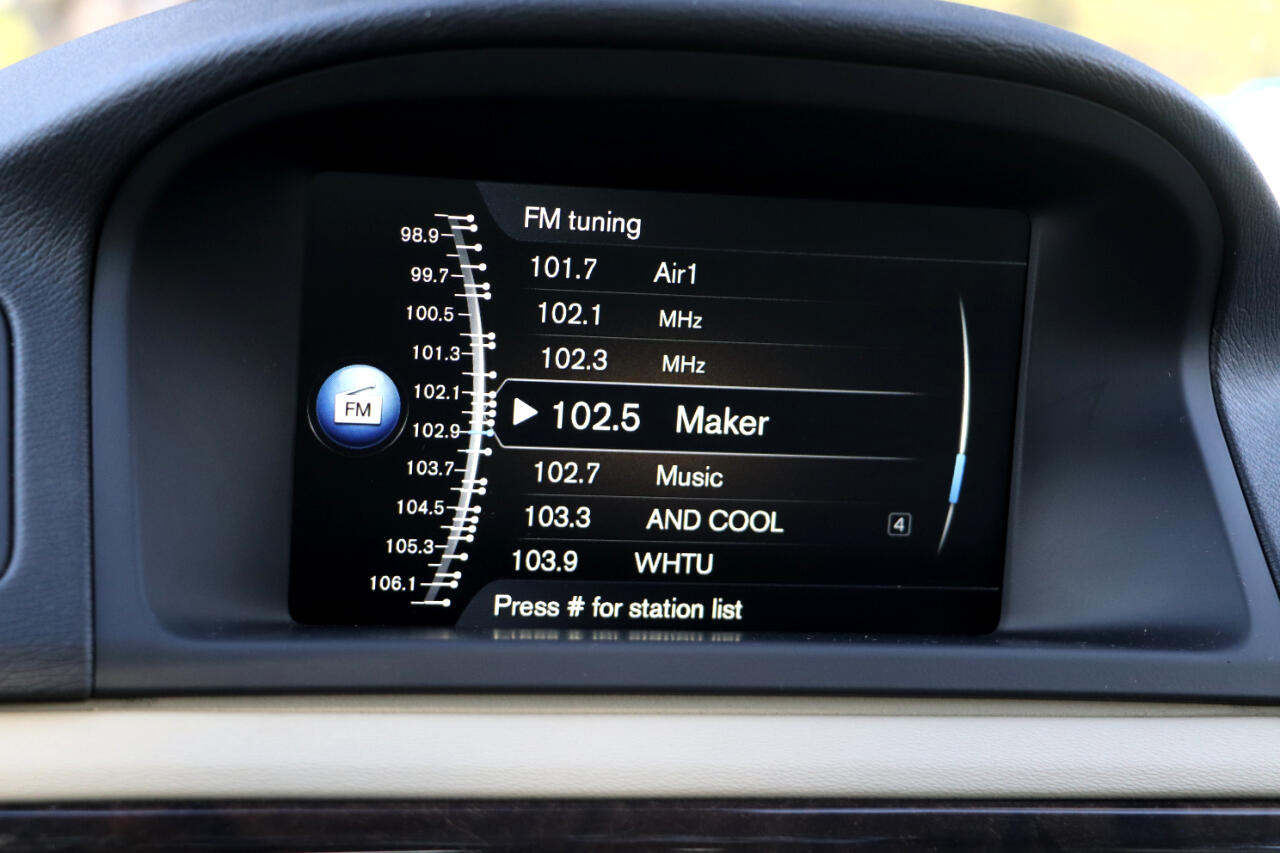 FM tuning
98.9
99.7
100.5
101.3
102.1
102.9
103.7
104.5
105.3
106.1
FM
101.7 Air1
102.1 MHz
102.3 MHz
102.5 Maker
102.7 Music
103.3 AND COOL 4
103.9 WHTU
Press # for station list